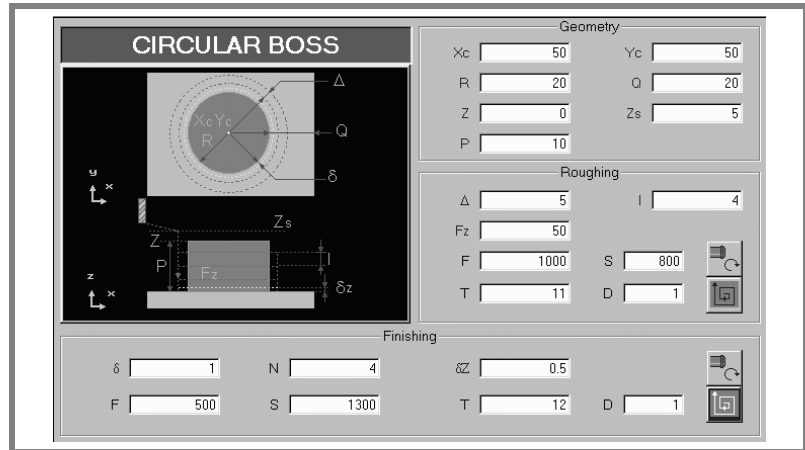 CIRCULAR BOSS
Δ
XcYc
Q
R
δ
y
x
Zs
Z
P
I
Fz
z
δz
x
Geometry
Xc 50 Yc 50
R 20 Q 20
Z 0 Zs 5
P 10
Roughing
Δ 5 I 4
Fz 50
F 1000 S 800
T 11 D 1
Finishing
δ 1 N 4 δZ 0.5
F 500 S 1300 T 12 D 1